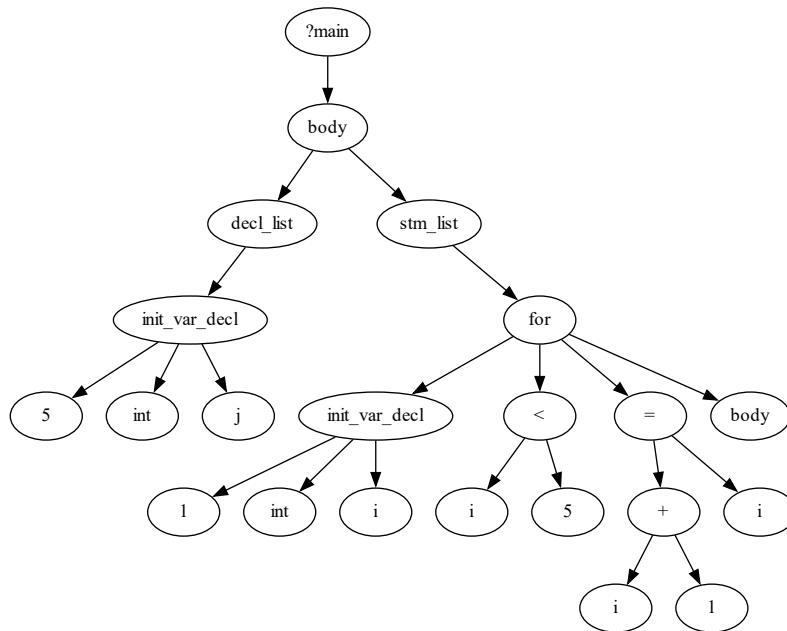 ?main
body
decl_list stm_list
init_var_decl for
5 int j init_var_decl < = body
1 int i i 5 + i
i 1